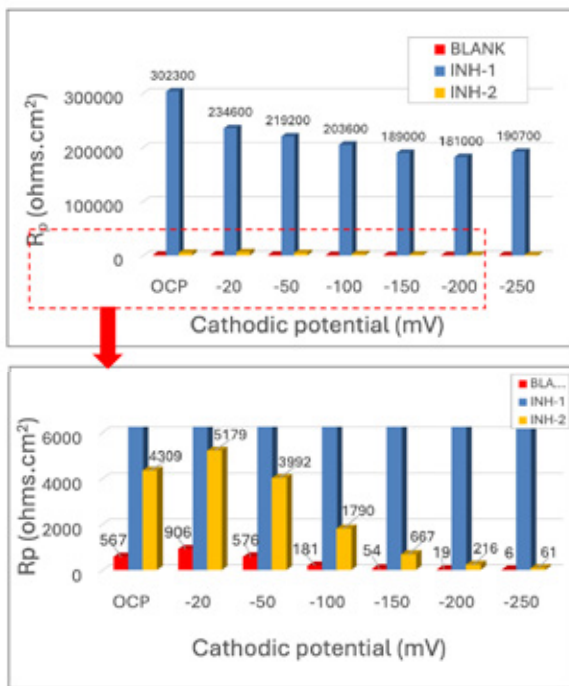 BLANK
INH-1
INH-2
302300
300000
234600
219200
203600
189000
181000
190700
200000
100000
0
Rp (ohms.cm²)
OCP -20 -50 -100 -150 -200 -250
Cathodic potential (mV)
BLA...
INH-1
INH-2
6000
4000
2000
0
Rp (ohms.cm²)
567 4309 906 5179 576 3992 181 1790 54 667 19 216 6 61
OCP -20 -50 -100 -150 -200 -250
Cathodic potential (mV)